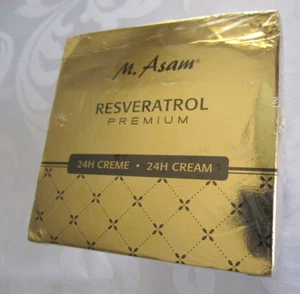 M. Asam®
RESVERATROL
PREMIUM
24H CREME • 24H CREAM